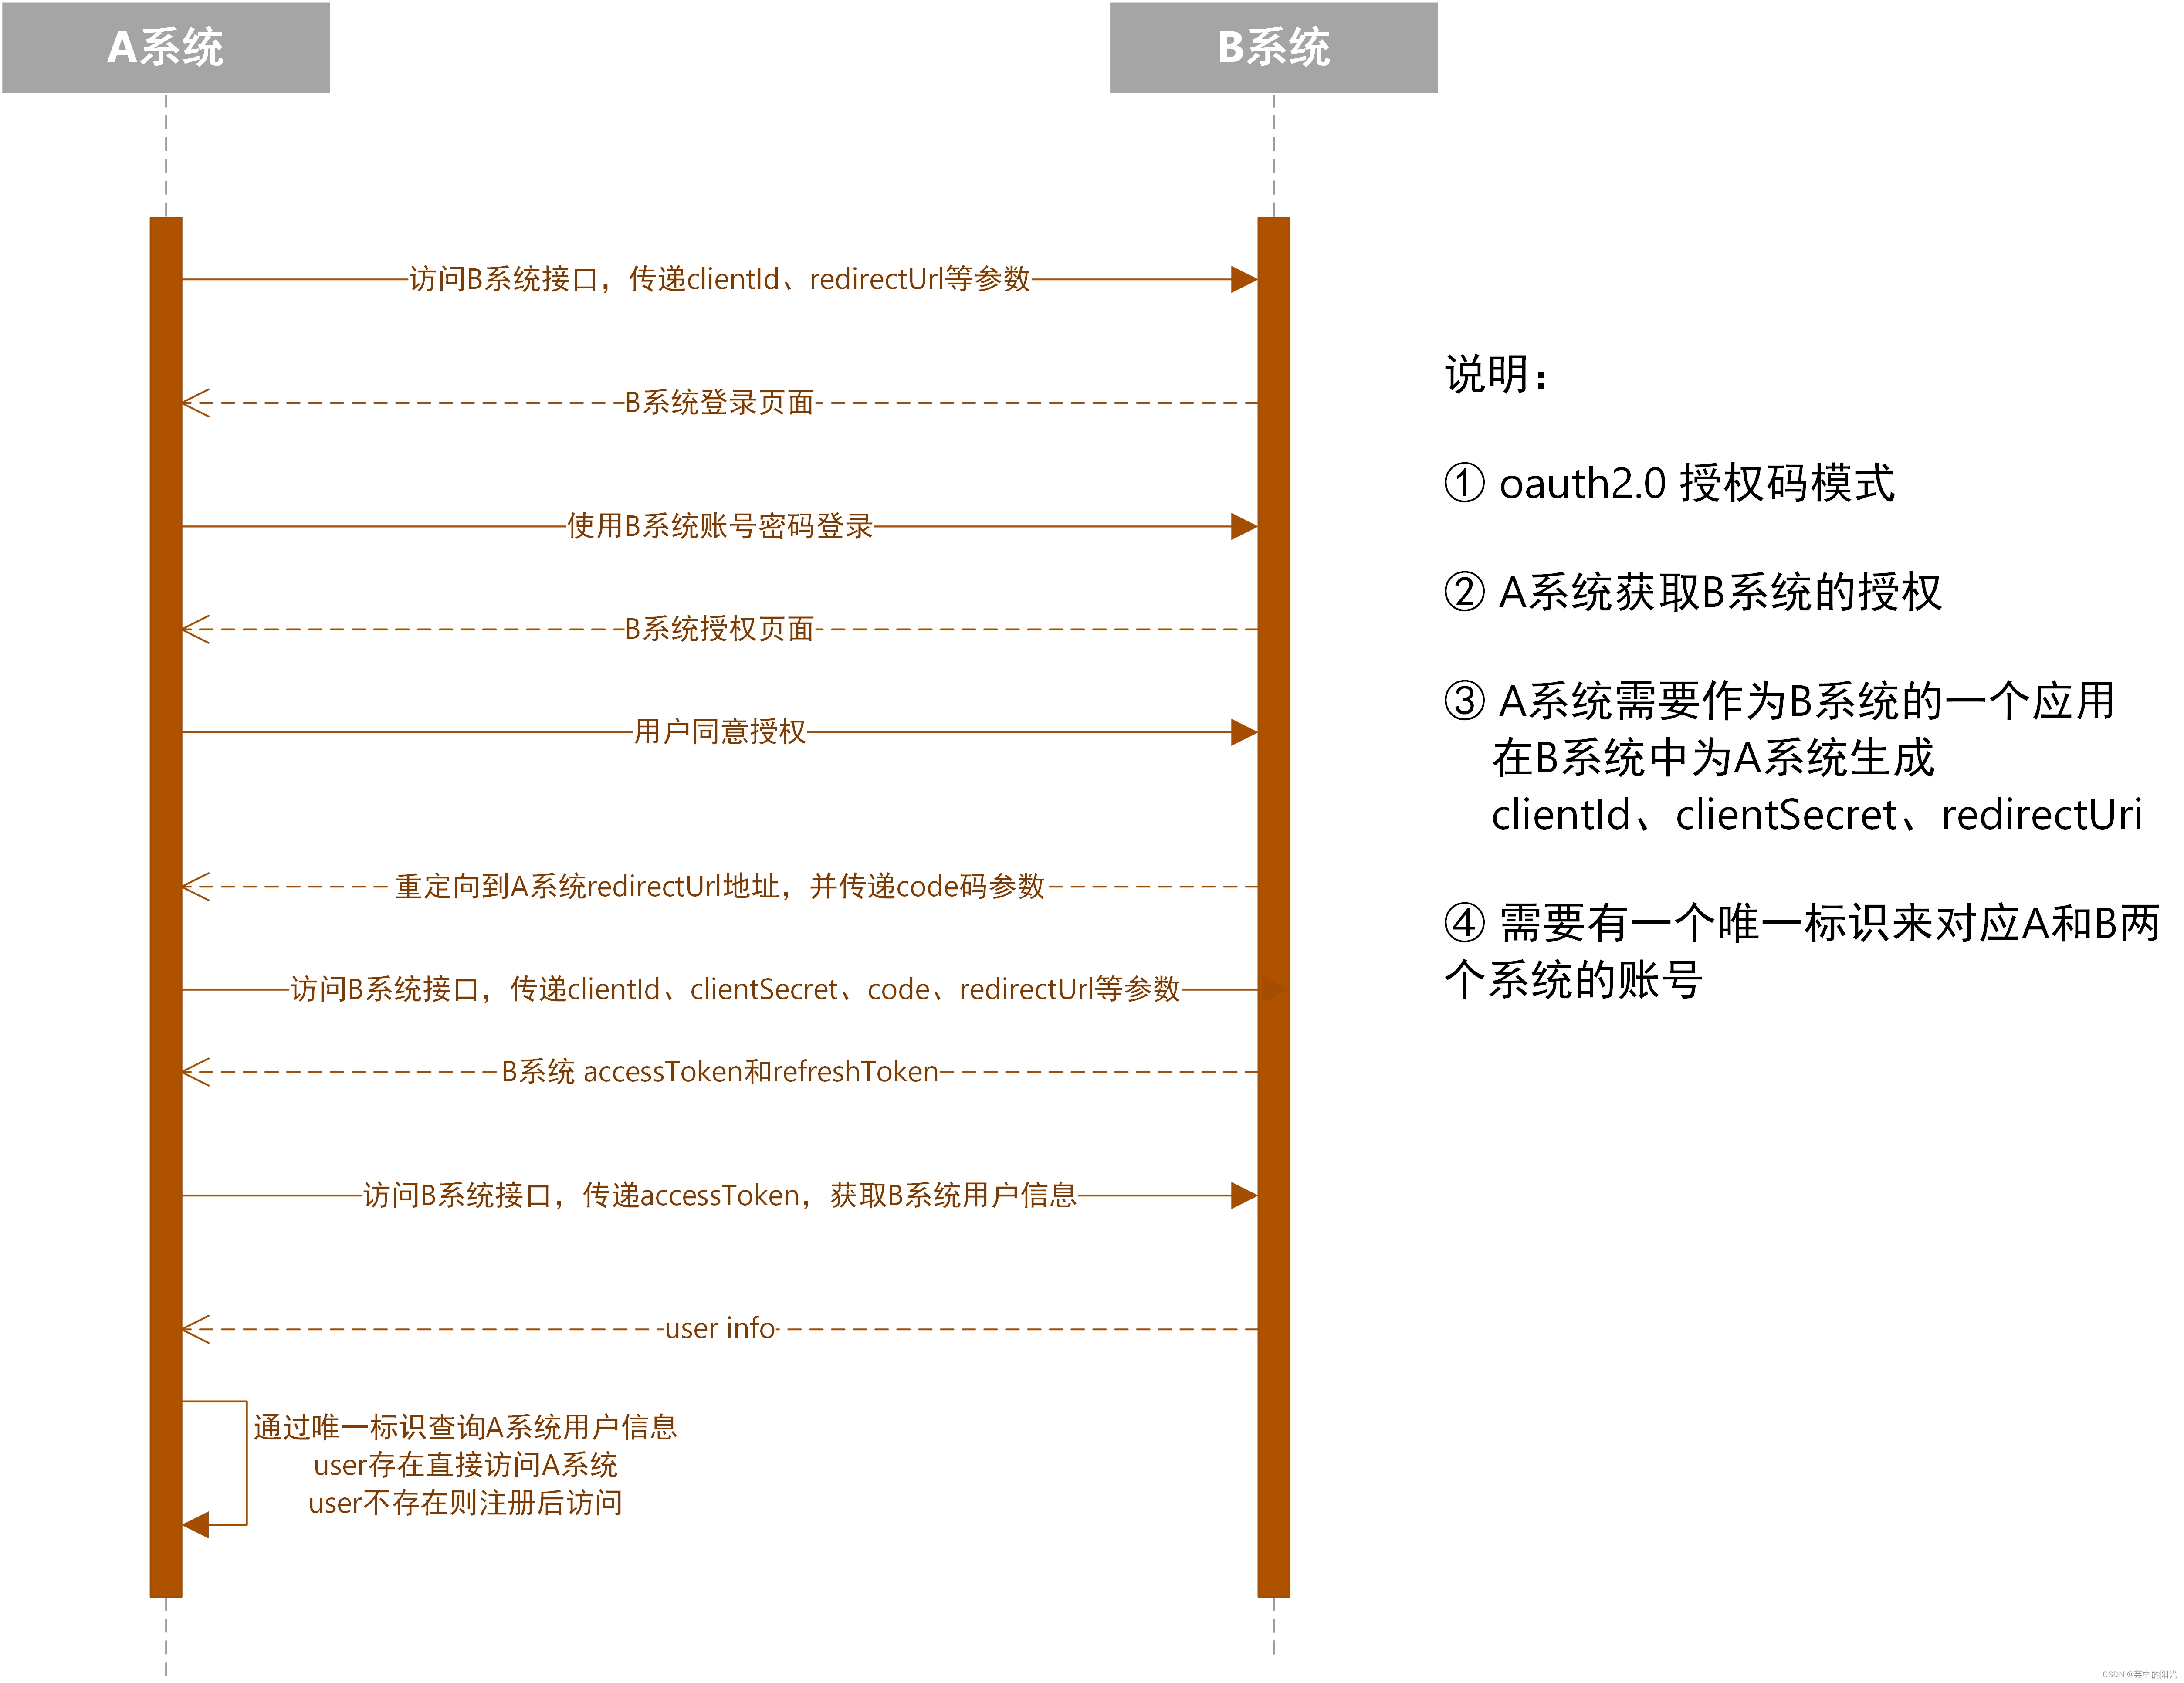 A系统
B系统
访问B系统接口，传递clientId、redirectUrl等参数
B系统登录页面
使用B系统账号密码登录
B系统授权页面
用户同意授权
重定向到A系统redirectUrl地址，并传递code码参数
访问B系统接口，传递clientId、clientSecret、code、redirectUrl等参数
B系统 accessToken和refreshToken
访问B系统接口，传递accessToken，获取B系统用户信息
user info
通过唯一标识查询A系统用户信息
user存在直接访问A系统
user不存在则注册后访问
说明：
① oauth2.0 授权码模式
② A系统获取B系统的授权
③ A系统需要作为B系统的一个应用
在B系统中为A系统生成
clientId、clientSecret、redirectUri
④ 需要有一个唯一标识来对应A和B两
个系统的账号
CSDN @芸中的阳光